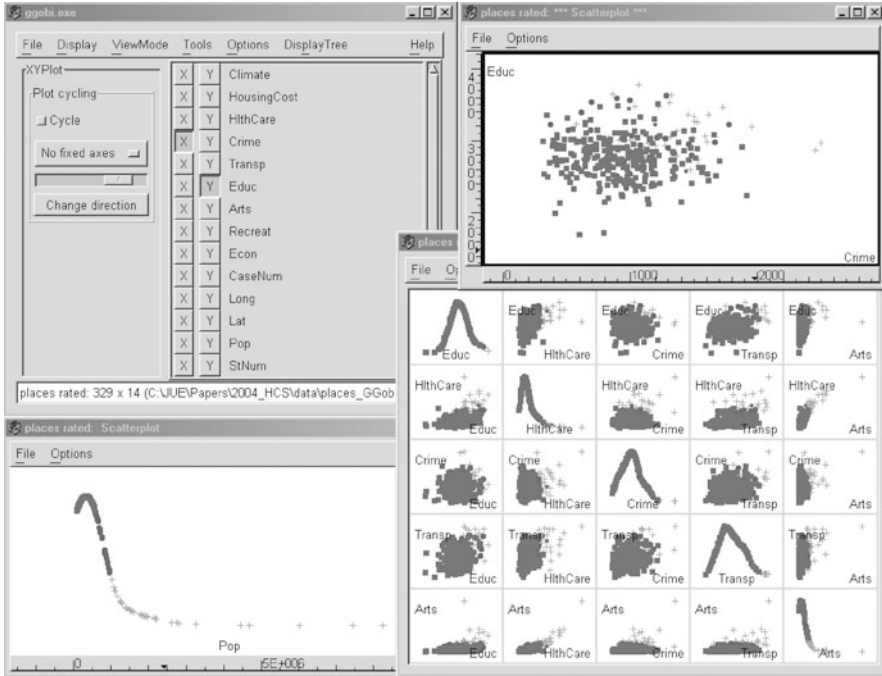 ggobi.exe
File Display ViewMode Tools Options DisplayTree Help
XYPlot
Plot cycling
Cycle
No fixed axes
Change direction
X Y Climate
X Y HousingCost
X Y HlthCare
X Y Crime
X Y Transp
X Y Educ
X Y Arts
X Y Recreat
X Y Econ
X Y CaseNum
X Y Long
X Y Lat
X Y Pop
X Y StNum
places rated: 329 x 14 (C:\JUE\Papers\2004_HCS\data\places_GGob
places rated: *** Scatterplot ***
File Options
Educ
400
300
200
Crime
0 1000 2000
places rated: Scatterplot
File Options
Pop
0 5E+006
places
File
Educ
HlthCare
Educ
Crime
Educ
Transp
Educ
Arts
Educ
HlthCare
Educ
HlthCare
HlthCare
Crime
HlthCare
Transp
HlthCare
Arts
Crime
Educ
Crime
HlthCare
Crime
Crime
Transp
Crime
Arts
Transp
Educ
Transp
HlthCare
Transp
Crime
Transp
Transp
Arts
Arts
Educ
Arts
HlthCare
Arts
Crime
Arts
Transp
Arts